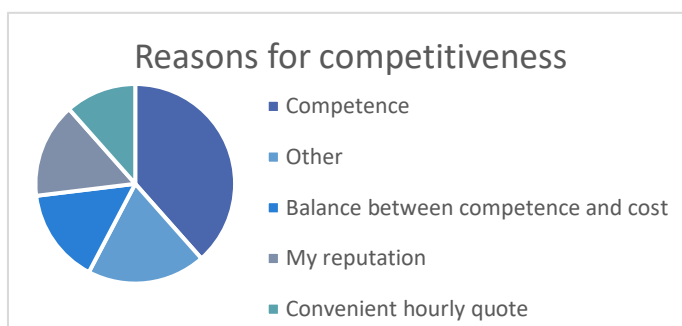 Reasons for competitiveness
Competence
Other
Balance between competence and cost
My reputation
Convenient hourly quote